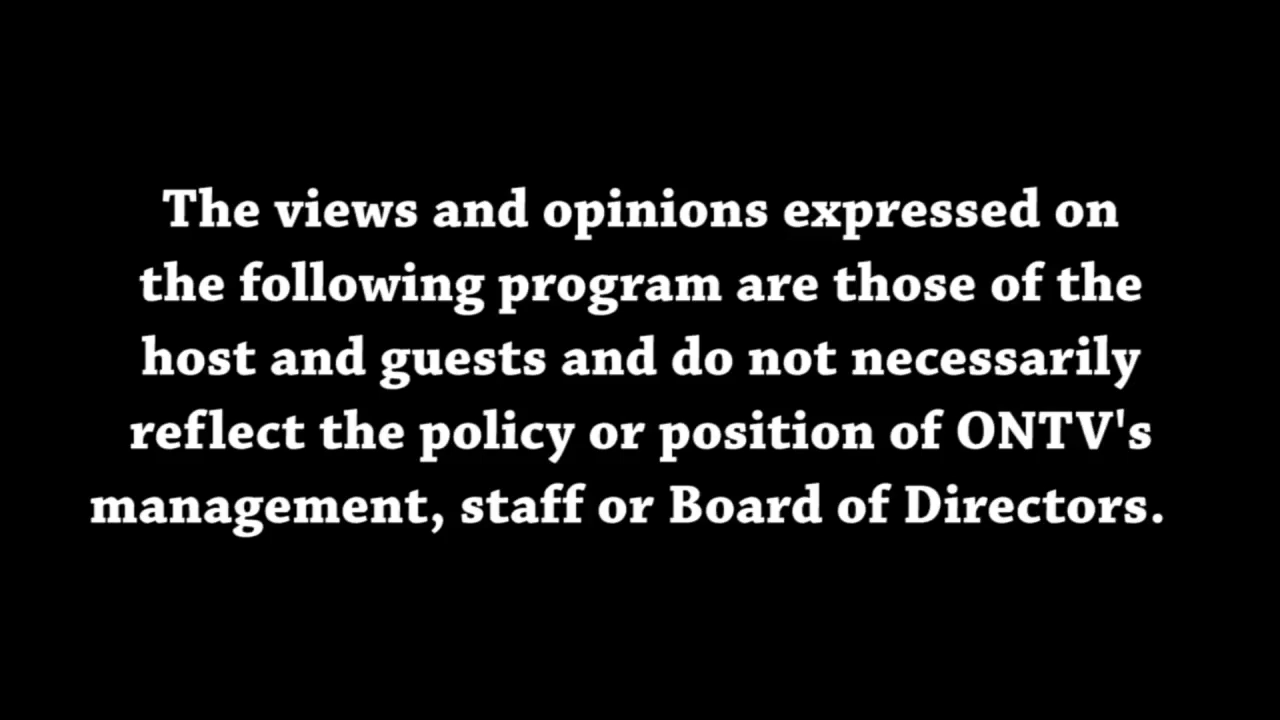 The views and opinions expressed on
the following program are those of the
host and guests and do not necessarily
reflect the policy or position of ONTV's
management, staff or Board of Directors.